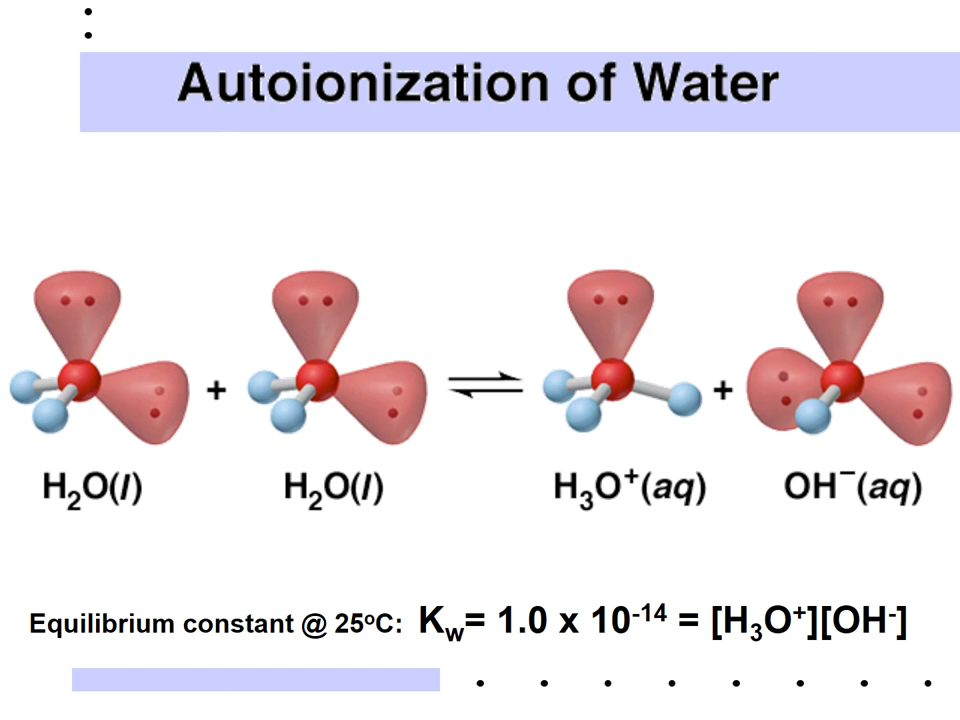 Autoionization of Water
+ ⇌ +
H₂O(l) H₂O(l) H₃O⁺(aq) OH⁻(aq)
Equilibrium constant @ 25ºC: Kw= 1.0 x 10⁻¹⁴ = [H₃O⁺][OH⁻]